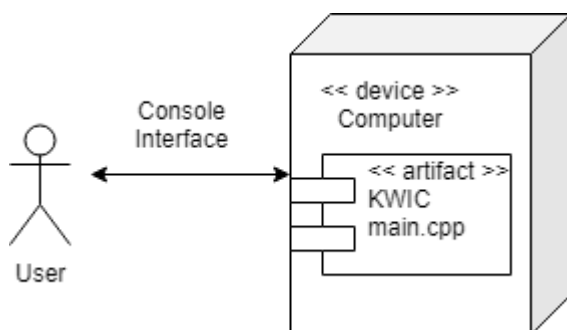 Console
Interface
User
<< device >>
Computer
<< artifact >>
KWIC
main.cpp